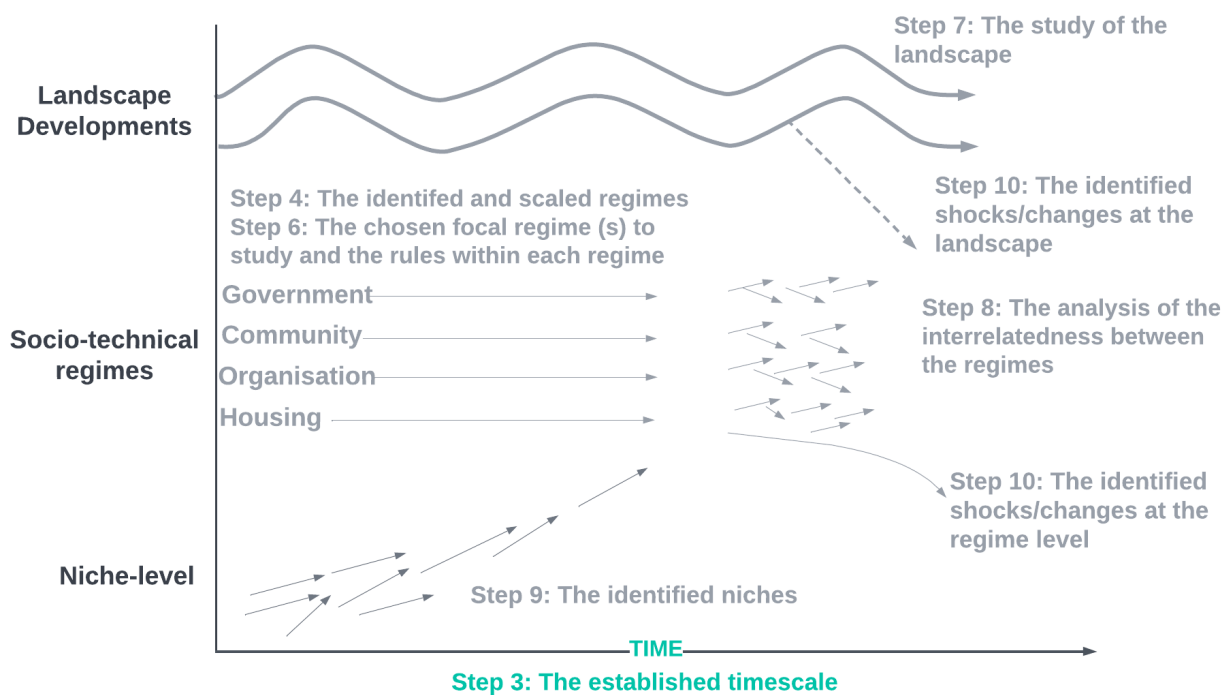 Step 7: The study of the
landscape
Landscape
Developments
Step 10: The identified
shocks/changes at the
landscape
Step 4: The identifed and scaled regimes
Step 6: The chosen focal regime (s) to
study and the rules within each regime
Government
Community
Organisation
Housing
Socio-technical
regimes
Step 8: The analysis of the
interrelatedness between
the regimes
Step 10: The identified
shocks/changes at the
regime level
Niche-level
Step 9: The identified niches
TIME
Step 3: The established timescale